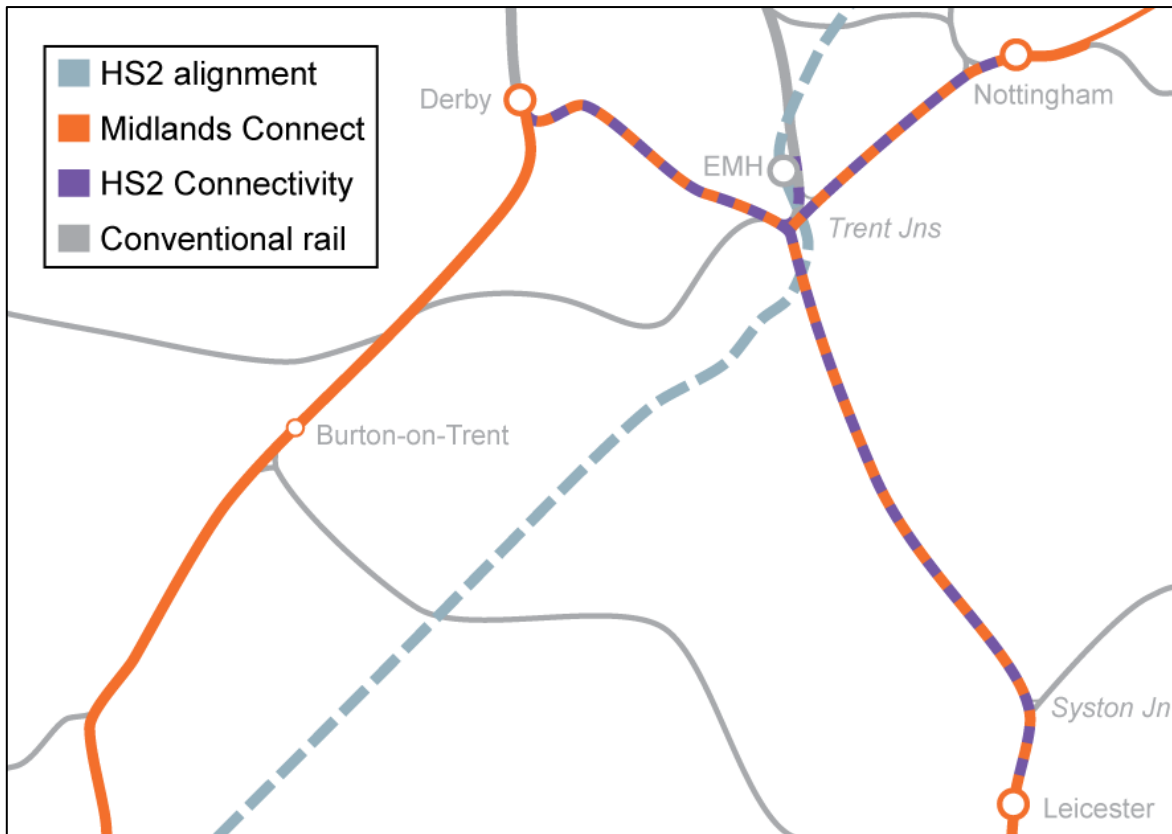 HS2 alignment
Midlands Connect
HS2 Connectivity
Conventional rail
Derby
Nottingham
EMH
Trent Jns
Burton-on-Trent
Syston Jn
Leicester